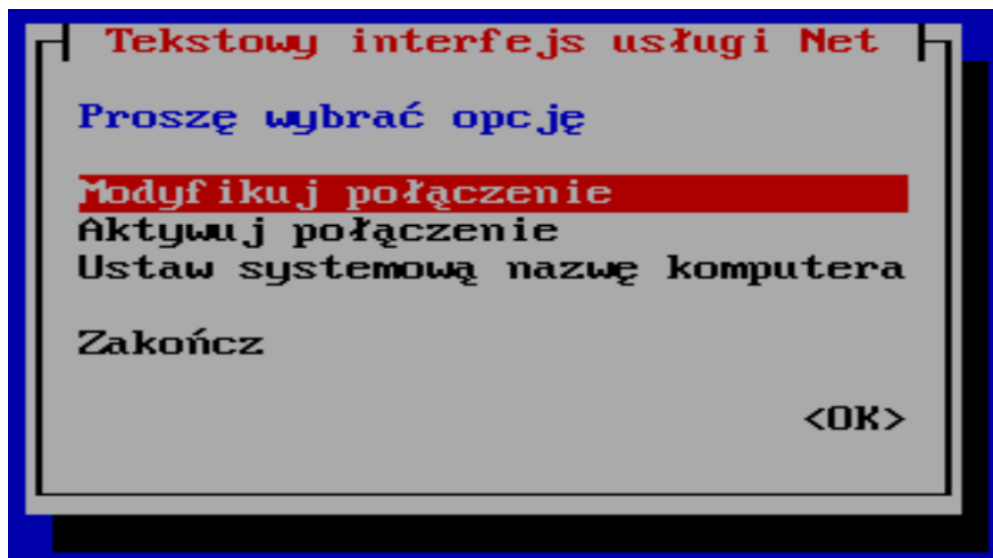 Tekstowy interfejs usługi Net
Proszę wybrać opcję
Modyfikuj połączenie
Aktywuj połączenie
Ustaw systemową nazwę komputera
Zakończ
<OK>